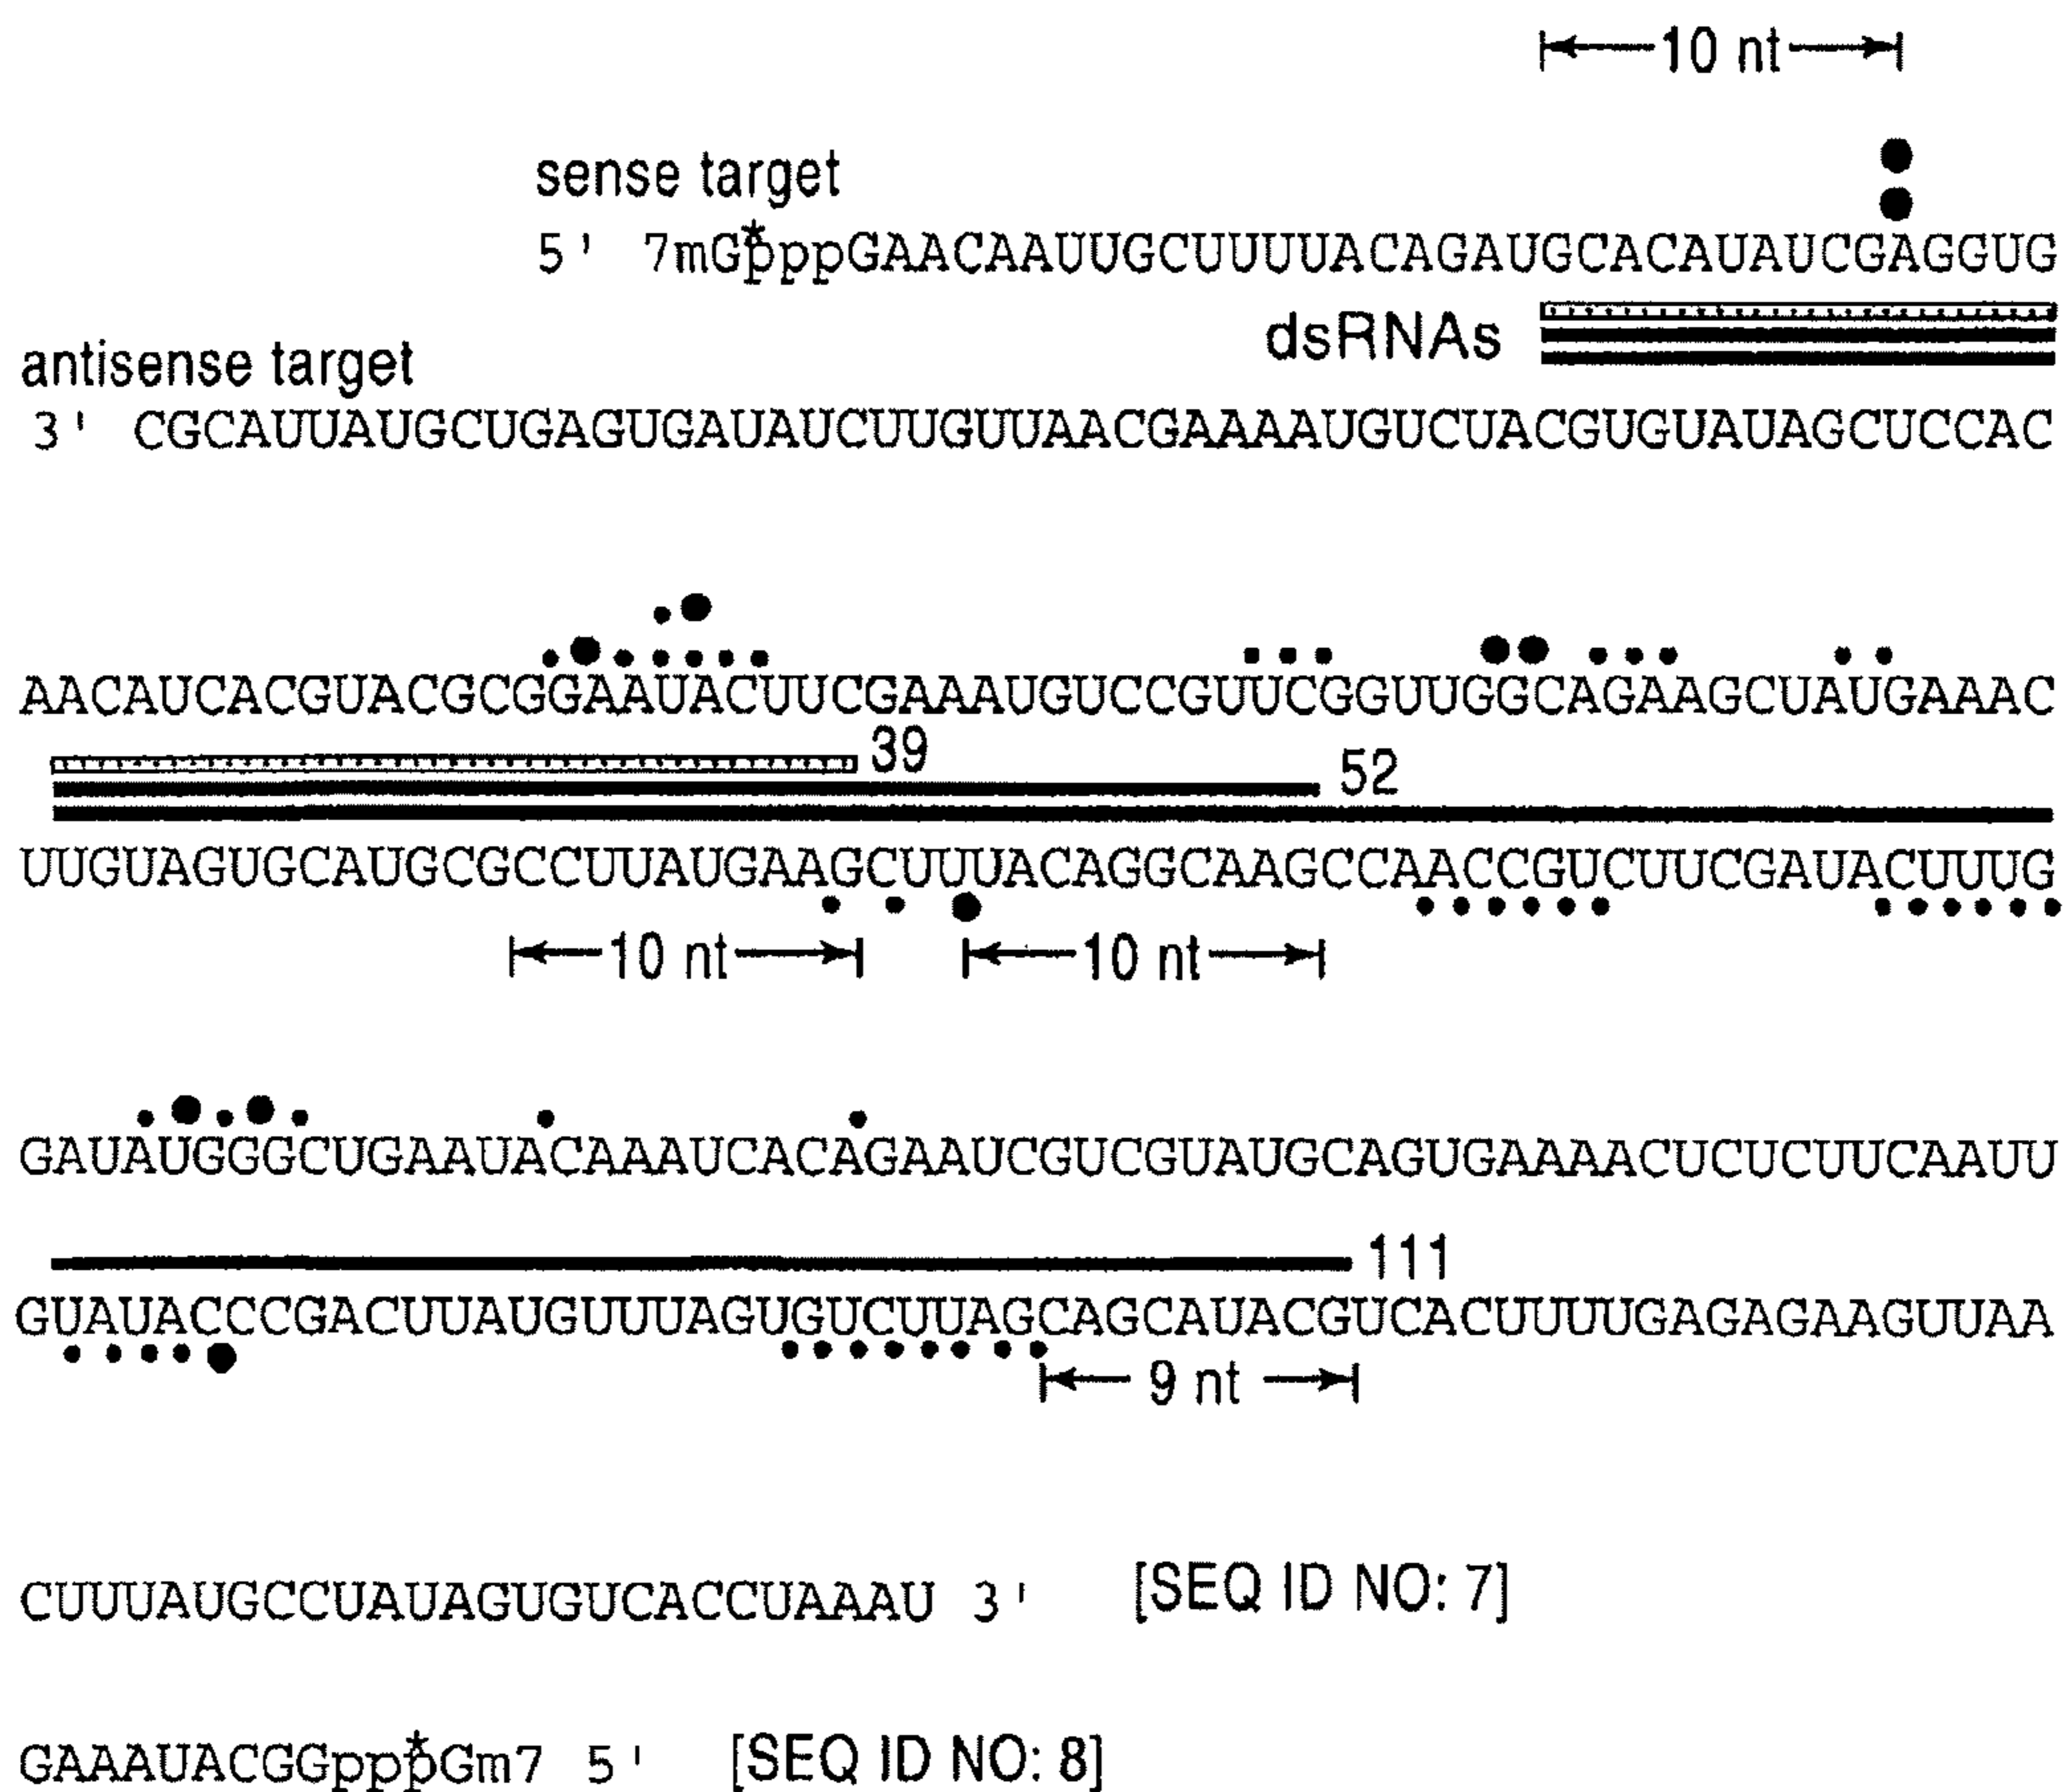 10 nt
sense target
5' 7mGpppGAACAAUUGCUUUUACAGAUGCACAUAUCGAGGUG
dsRNAs
antisense target
3' CGCAUUAUGCUGAGUGAUAUCUUGUUAACGAAAAUGUCUACGUGUAUAGCUCCAC
AACAUCACGUACGCGGAAUACUUCGAAAUGUCCGUUCGGUUGGCAGAAGCUAUGAAAC
39
52
UUGUAGUGCAUGCGCCUUAUGAAGCUUUACAGGCAAGCCAACCGUCUUCGAUACUUUG
10 nt 10 nt
GAUAUGGGCUGAAUACAAAUCACAGAAUCGUCGUAUGCAGUGAAAACUCUCUUCAAUU
111
GUAUACCCGACUUAUGUUUAGUGUCUUAGCAGCAUACGUCACUUUUGAGAGAAGUUAA
9 nt
CUUUAUGCCUAUAGUGUCACCUAAAU 3' [SEQ ID NO: 7]
GAAAUACGGpppGm7 5' [SEQ ID NO: 8]